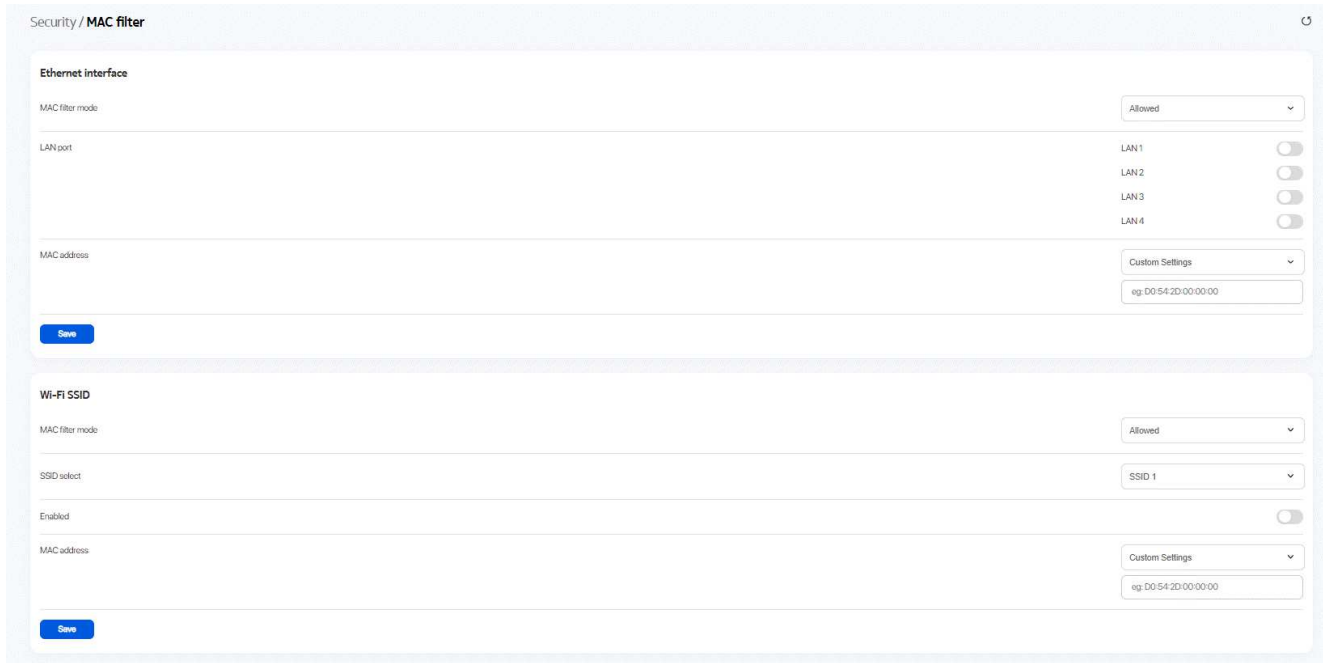 Security / MAC filter
Ethernet interface
MAC filter mode
Allowed
LAN port
LAN 1
LAN 2
LAN 3
LAN 4
MAC address
Custom Settings
eg: D0:54:2D:00:00:00
Save
Wi-Fi SSID
MAC filter mode
Allowed
SSID select
SSID 1
Enabled
MAC address
Custom Settings
eg: D0:54:2D:00:00:00
Save